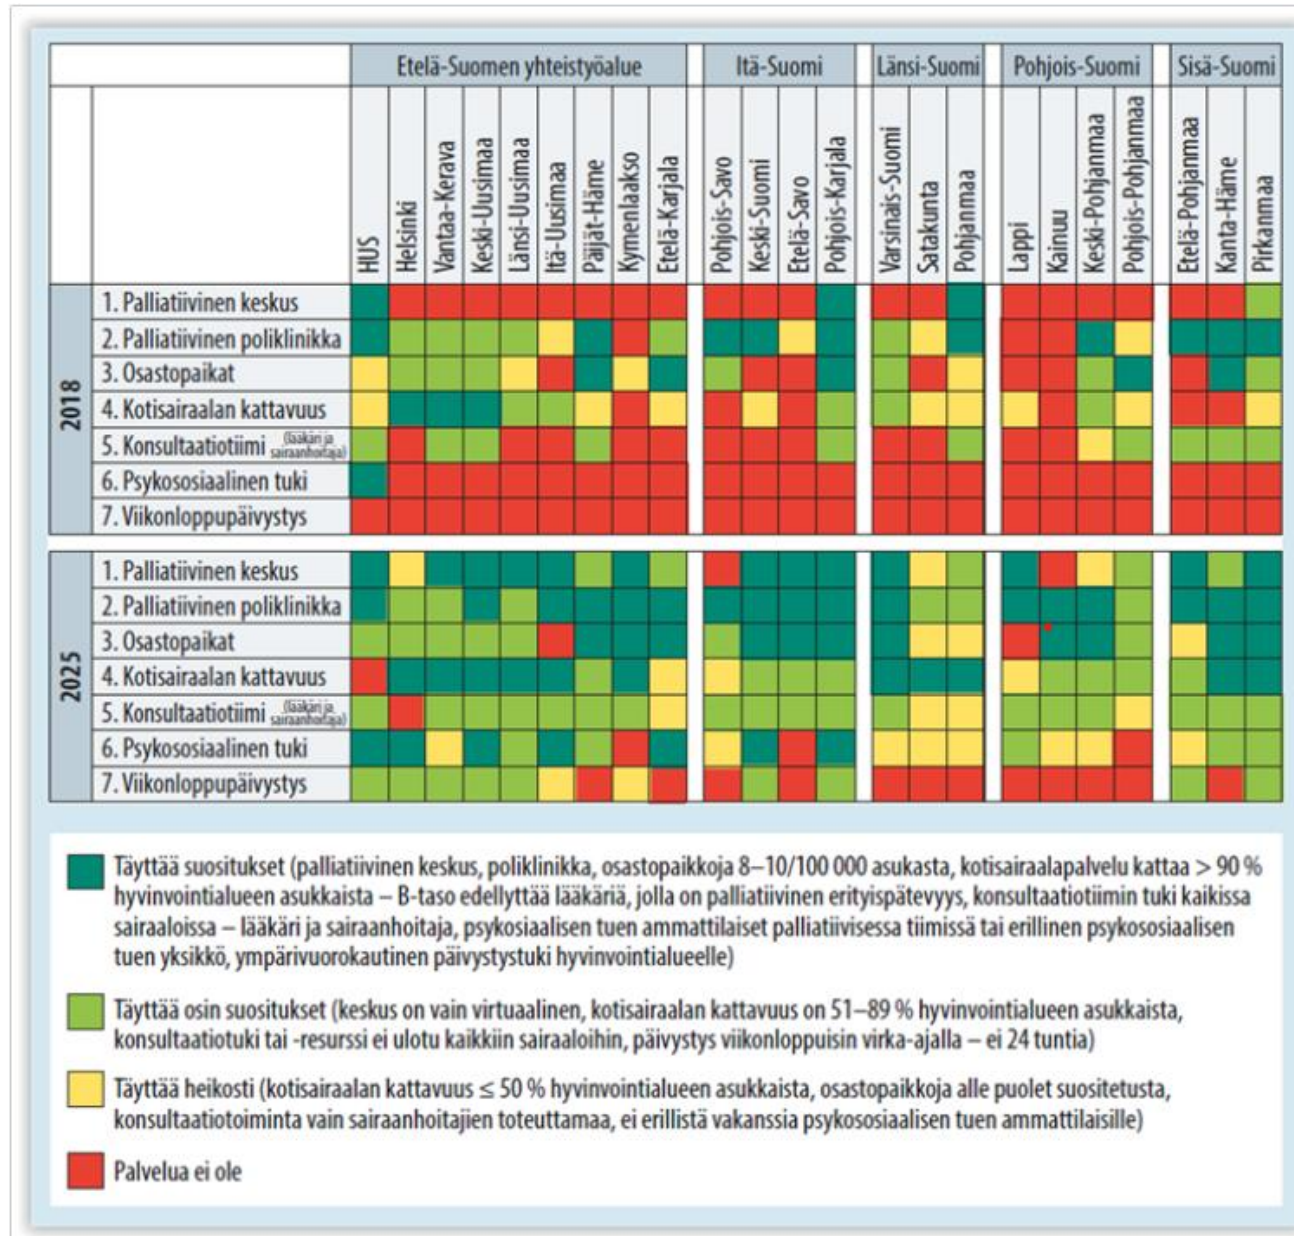 Etelä-Suomen yhteistyöalue
Itä-Suomi
Länsi-Suomi
Pohjois-Suomi
Sisä-Suomi
HUS
Helsinki
Vantaa-Kerava
Keski-Uusimaa
Länsi-Uusimaa
Itä-Uusimaa
Päijät-Häme
Kymenlaakso
Etelä-Karjala
Pohjois-Savo
Keski-Suomi
Etelä-Savo
Pohjois-Karjala
Varsinais-Suomi
Satakunta
Pohjanmaa
Lappi
Kainuu
Keski-Pohjanmaa
Pohjois-Pohjanmaa
Etelä-Pohjanmaa
Kanta-Häme
Pirkanmaa
2018
1. Palliatiivinen keskus
2. Palliatiivinen poliklinikka
3. Osastopaikat
4. Kotisairaalan kattavuus
5. Konsultaatiotiimi (lääkäri ja
sairaanhoitaja)
6. Psykososiaalinen tuki
7. Viikonloppupäivystys
2025
1. Palliatiivinen keskus
2. Palliatiivinen poliklinikka
3. Osastopaikat
4. Kotisairaalan kattavuus
5. Konsultaatiotiimi (lääkäri ja
sairaanhoitaja)
6. Psykososiaalinen tuki
7. Viikonloppupäivystys
Täyttää suositukset (palliatiivinen keskus, poliklinikka, osastopaikkoja 8–10/100 000 asukasta, kotisairaalapalvelu kattaa > 90 %
hyvinvointialueen asukkaista – B-taso edellyttää lääkäriä, jolla on palliatiivinen erityispätevyys, konsultaatiotiimin tuki kaikissa
sairaaloissa – lääkäri ja sairaanhoitaja, psykosiaalisen tuen ammattilaiset palliatiivisessa tiimissä tai erillinen psykososiaalisen
tuen yksikkö, ympärivuorokautinen päivystystuki hyvinvointialueelle)
Täyttää osin suositukset (keskus on vain virtuaalinen, kotisairaalan kattavuus on 51–89 % hyvinvointialueen asukkaista,
konsultaatiotuki tai -resurssi ei ulotu kaikkiin sairaaloihin, päivystys viikonloppuisin virka-ajalla – ei 24 tuntia)
Täyttää heikosti (kotisairaalan kattavuus ≤ 50 % hyvinvointialueen asukkaista, osastopaikkoja alle puolet suositetusta,
konsultaatiotoiminta vain sairaanhoitajien toteuttamaa, ei erillistä vakanssia psykososiaalisen tuen ammattilaisille)
Palvelua ei ole